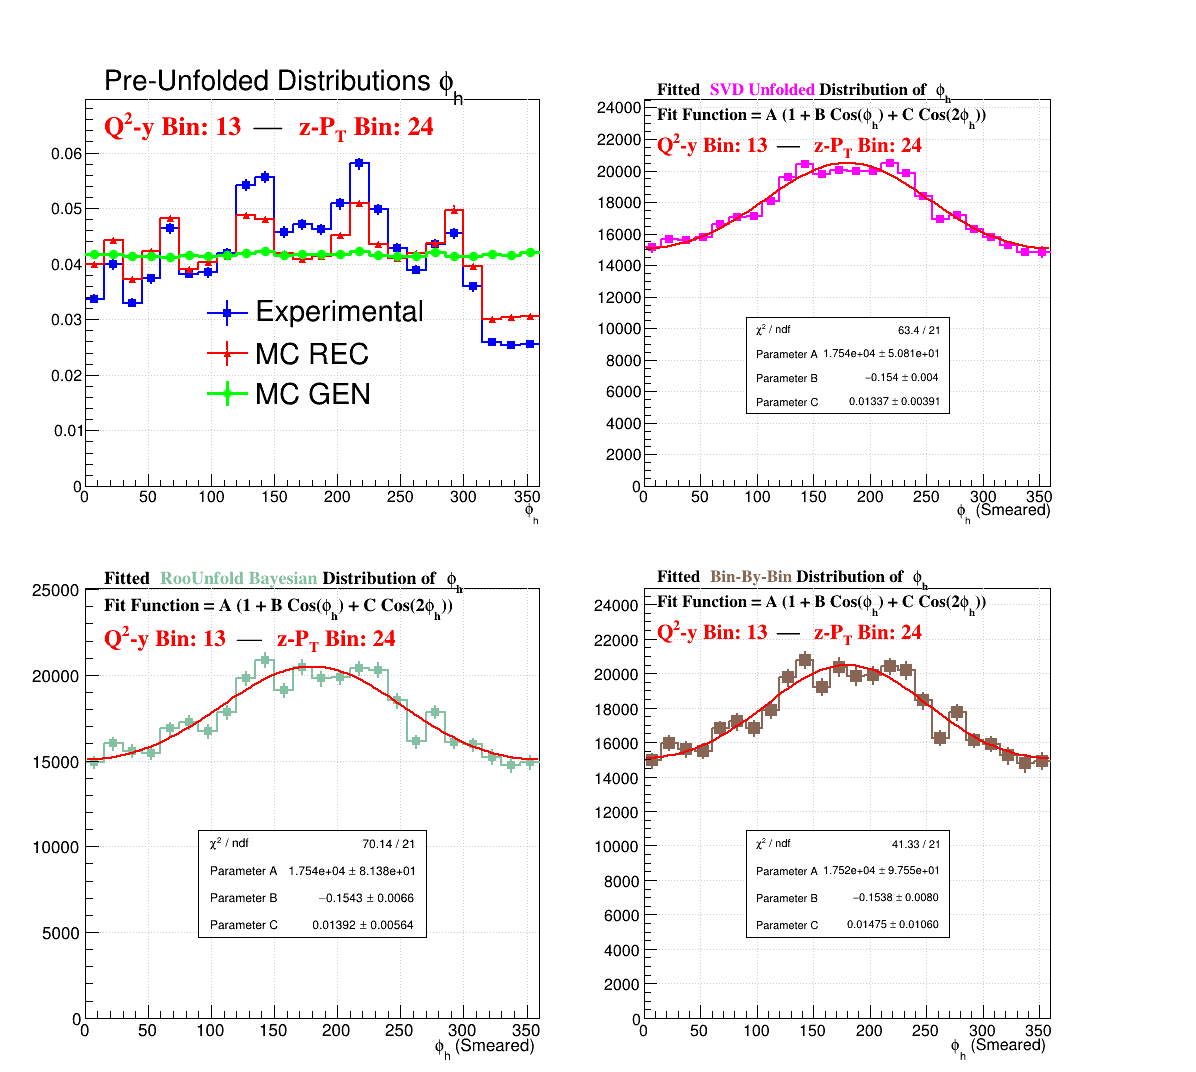 Pre-Unfolded Distributions ϕh
Q2-y Bin: 13 — z-PT Bin: 24
0.06
0.05
0.04
0.03
0.02
0.01
0
Experimental
MC REC
MC GEN
0 50 100 150 200 250 300 350
ϕh
Fitted SVD Unfolded Distribution of ϕh
Fit Function = A (1 + B Cos(ϕh) + C Cos(2ϕh))
Q2-y Bin: 13 — z-PT Bin: 24
24000
22000
20000
18000
16000
14000
12000
10000
8000
6000
4000
2000
0
χ2 / ndf 63.4 / 21
Parameter A 1.754e+04 ± 5.081e+01
Parameter B −0.154 ± 0.004
Parameter C 0.01337 ± 0.00391
0 50 100 150 200 250 300 350
ϕh (Smeared)
Fitted RooUnfold Bayesian Distribution of ϕh
Fit Function = A (1 + B Cos(ϕh) + C Cos(2ϕh))
Q2-y Bin: 13 — z-PT Bin: 24
25000
20000
15000
10000
5000
0
χ2 / ndf 70.14 / 21
Parameter A 1.754e+04 ± 8.138e+01
Parameter B −0.1543 ± 0.0066
Parameter C 0.01392 ± 0.00564
0 50 100 150 200 250 300 350
ϕh (Smeared)
Fitted Bin-By-Bin Distribution of ϕh
Fit Function = A (1 + B Cos(ϕh) + C Cos(2ϕh))
Q2-y Bin: 13 — z-PT Bin: 24
24000
22000
20000
18000
16000
14000
12000
10000
8000
6000
4000
2000
0
χ2 / ndf 41.33 / 21
Parameter A 1.752e+04 ± 9.755e+01
Parameter B −0.1538 ± 0.0080
Parameter C 0.01475 ± 0.01060
0 50 100 150 200 250 300 350
ϕh (Smeared)